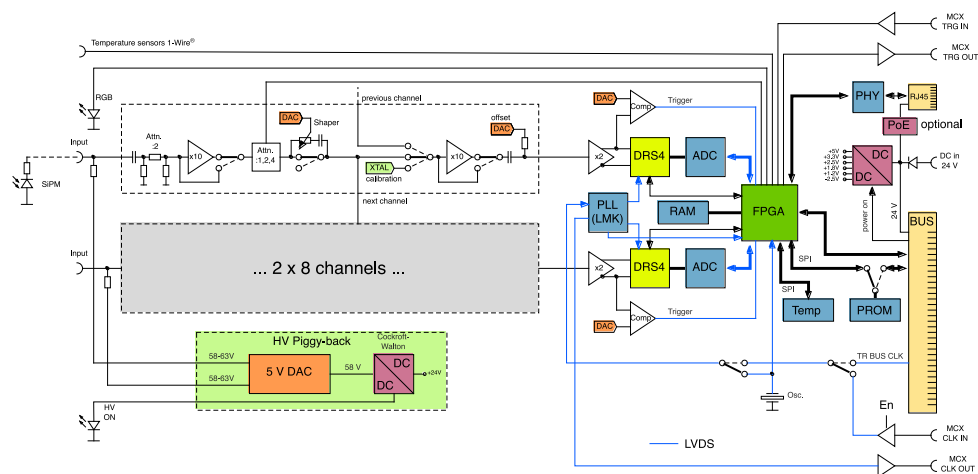 MCX
TRG IN
Temperature sensors 1-Wire®
MCX
TRG OUT
RGB
previous channel
DAC
Shaper
offset
DAC
DAC
Comp
Trigger
PHY
RJ45
PoE
optional
Input
Attn.
:2
x10
Attn.
:1,2,4
XTAL
calibration
x10
x2
DRS4
ADC
+5V
+3.3V
+2.5V
+1.8V
+1.2V
-2.5V
DC
DC
DC in
24 V
SiPM
next channel
PLL
(LMK)
RAM
FPGA
power on
24 V
BUS
Input
... 2 x 8 channels ...
x2
DRS4
ADC
SPI
SPI
Temp
PROM
DAC
Comp
Trigger
HV Piggy-back
Cockroft-
Walton
58-63V
58-63V
5 V DAC
58 V
DC
DC
+24V
TR BUS CLK
Osc.
HV
ON
En
LVDS
MCX
CLK IN
MCX
CLK OUT